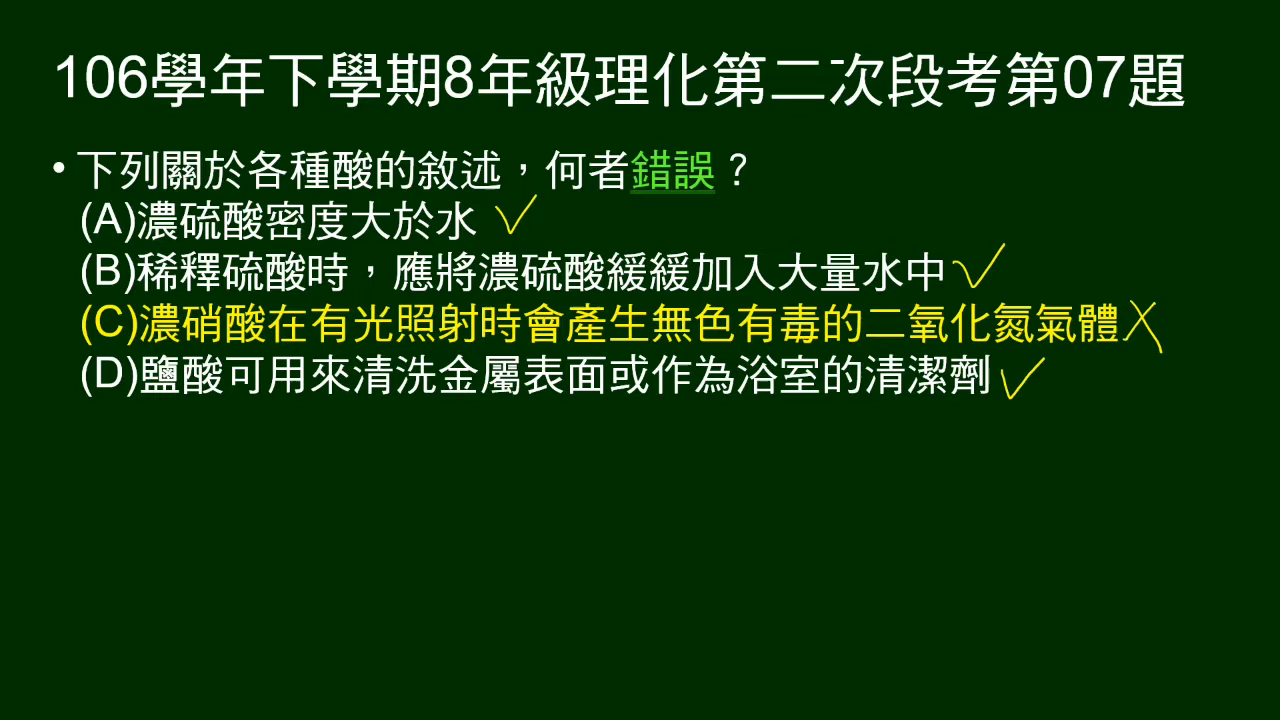 106學年下學期8年級理化第二次段考第07題
• 下列關於各種酸的敘述，何者錯誤？
(A)濃硫酸密度大於水 ✓
(B)稀釋硫酸時，應將濃硫酸緩緩加入大量水中 ✓
(C)濃硝酸在有光照射時會產生無色有毒的二氧化氮氣體 ╳
(D)鹽酸可用來清洗金屬表面或作為浴室的清潔劑 ✓